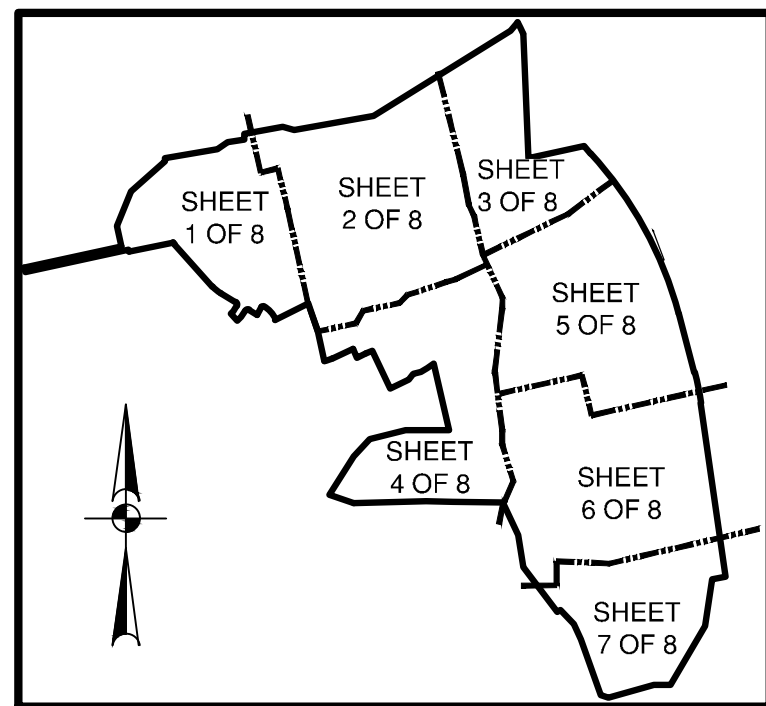 SHEET
1 OF 8
SHEET
2 OF 8
SHEET
3 OF 8
SHEET
4 OF 8
SHEET
5 OF 8
SHEET
6 OF 8
SHEET
7 OF 8